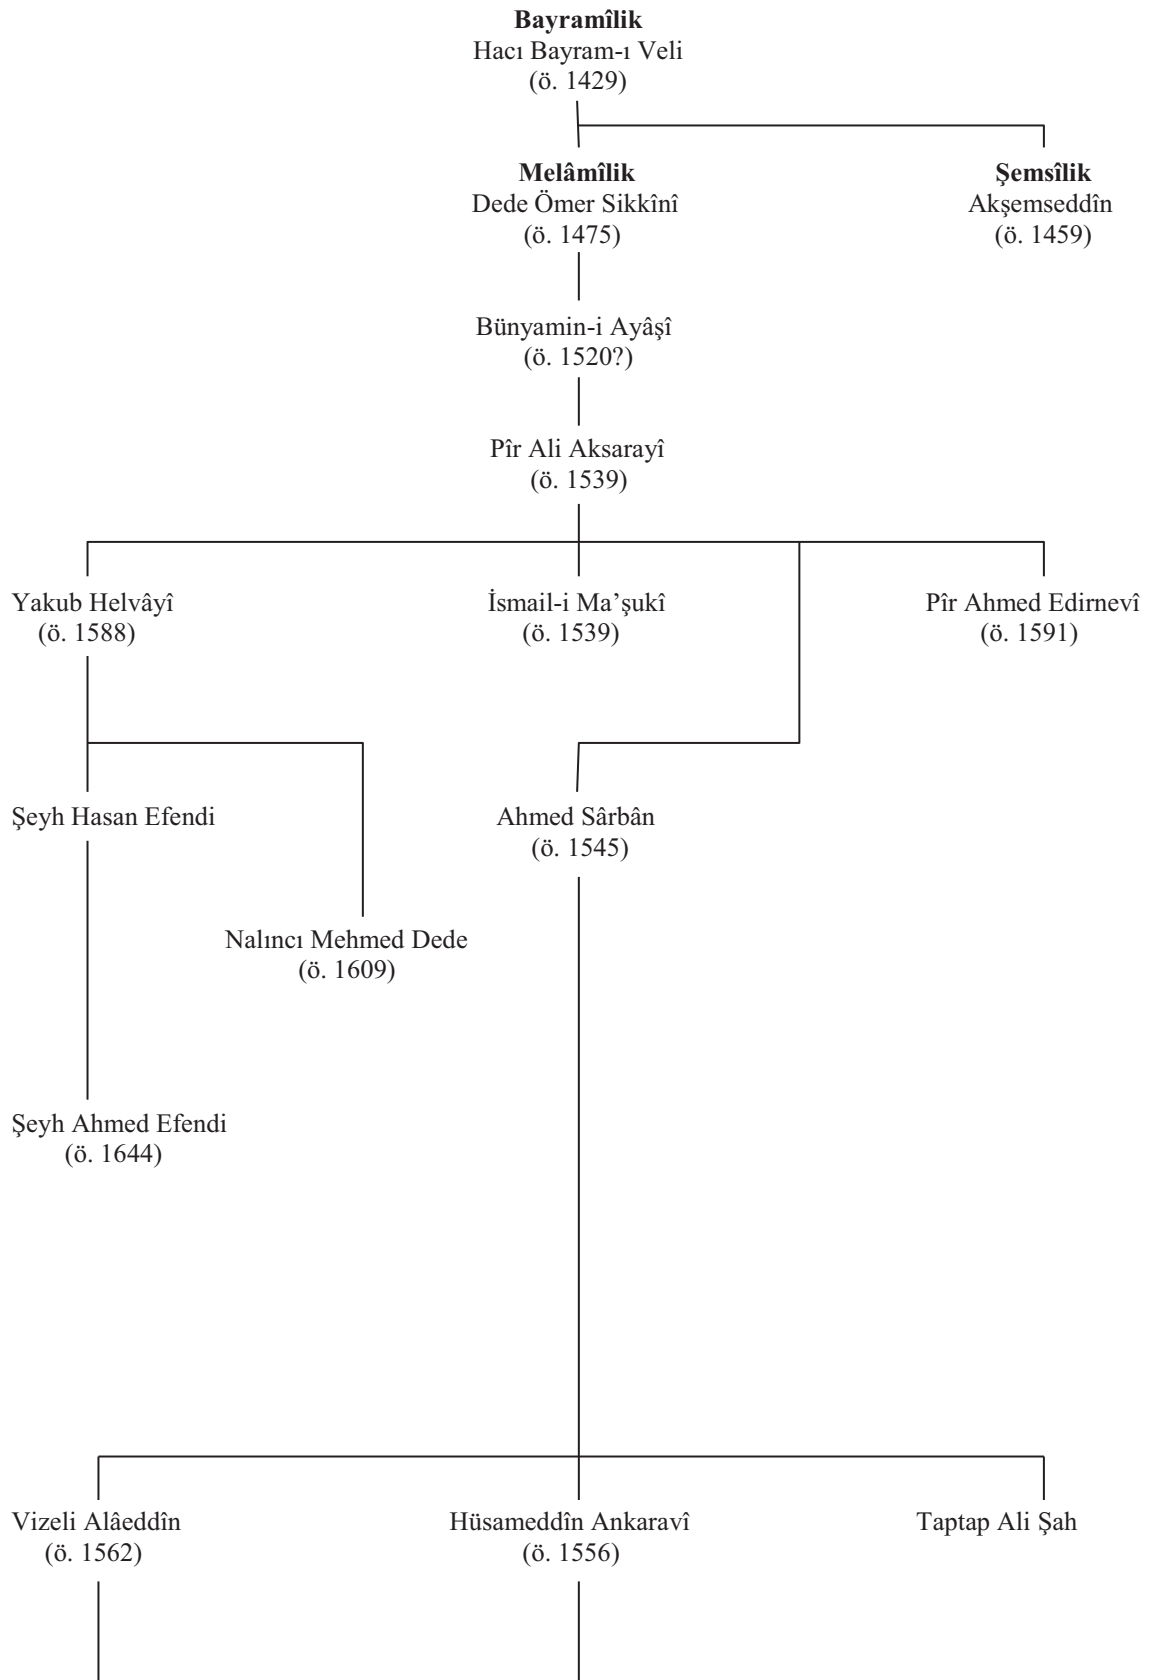 Bayramîlik
Hacı Bayram-ı Veli
(ö. 1429)
Melâmîlik
Dede Ömer Sikkînî
(ö. 1475)
Şemsîlik
Akşemseddîn
(ö. 1459)
Bünyamin-i Ayâşî
(ö. 1520?)
Pîr Ali Aksarayî
(ö. 1539)
Yakub Helvâyî
(ö. 1588)
İsmail-i Ma’şukî
(ö. 1539)
Pîr Ahmed Edirnevî
(ö. 1591)
Şeyh Hasan Efendi
Ahmed Sârbân
(ö. 1545)
Nalıncı Mehmed Dede
(ö. 1609)
Şeyh Ahmed Efendi
(ö. 1644)
Vizeli Alâeddîn
(ö. 1562)
Hüsameddîn Ankaravî
(ö. 1556)
Taptap Ali Şah